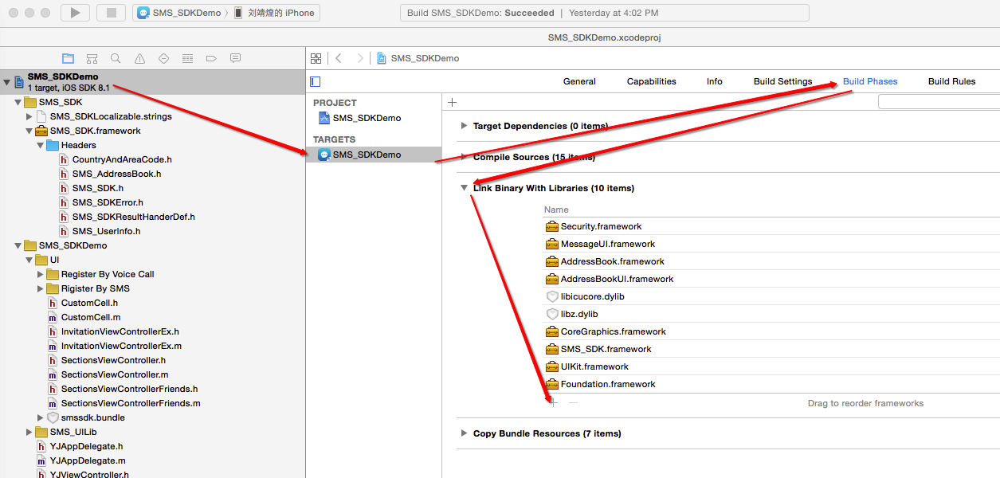 SMS_SDKDemo 〉 刘靖煌的 iPhone
Build SMS_SDKDemo: Succeeded | Yesterday at 4:02 PM
SMS_SDKDemo.xcodeproj
SMS_SDKDemo
1 target, iOS SDK 8.1
SMS_SDK
SMS_SDKLocalizable.strings
SMS_SDK.framework
Headers
CountryAndAreaCode.h
SMS_AddressBook.h
SMS_SDK.h
SMS_SDKError.h
SMS_SDKResultHanderDef.h
SMS_UserInfo.h
SMS_SDKDemo
UI
Register By Voice Call
Rigister By SMS
CustomCell.h
CustomCell.m
InvitationViewControllerEx.h
InvitationViewControllerEx.m
SectionsViewController.h
SectionsViewController.m
SectionsViewControllerFriends.h
SectionsViewControllerFriends.m
smssdk.bundle
SMS_UILib
YJAppDelegate.h
YJAppDelegate.m
YJViewController.h
SMS_SDKDemo
General Capabilities Info Build Settings Build Phases Build Rules
PROJECT
SMS_SDKDemo
TARGETS
SMS_SDKDemo
Target Dependencies (0 items)
Compile Sources (15 items)
Link Binary With Libraries (10 items)
Name
Security.framework
MessageUI.framework
AddressBook.framework
AddressBookUI.framework
libicucore.dylib
libz.dylib
CoreGraphics.framework
SMS_SDK.framework
UIKit.framework
Foundation.framework
Drag to reorder frameworks
Copy Bundle Resources (7 items)